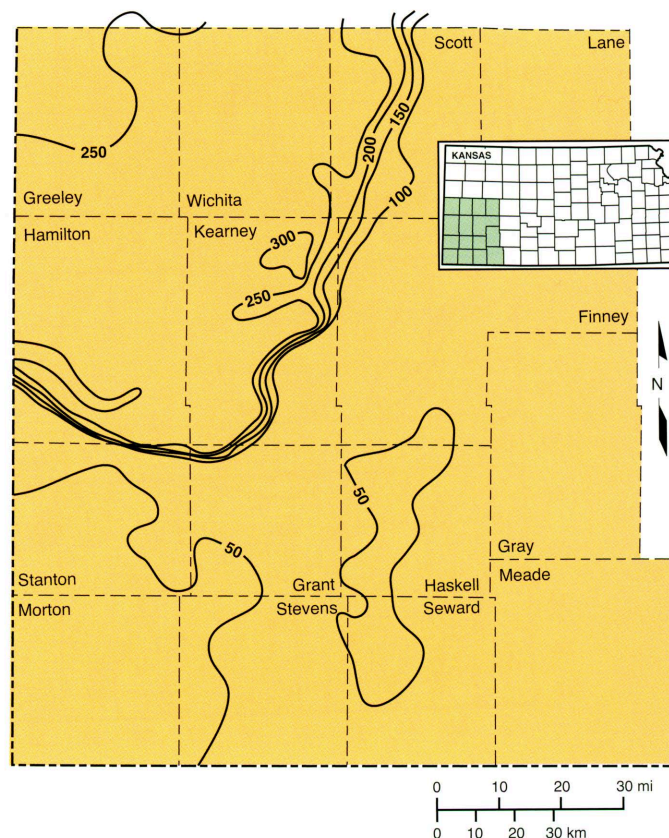 Scott
Lane
250
200
150
100
Greeley
Wichita
KANSAS
Hamilton
Kearney
300
250
Finney
N
50
50
Stanton
Grant
Haskell
Gray
Morton
Stevens
Seward
Meade
0 10 20 30 mi
0 10 20 30 km